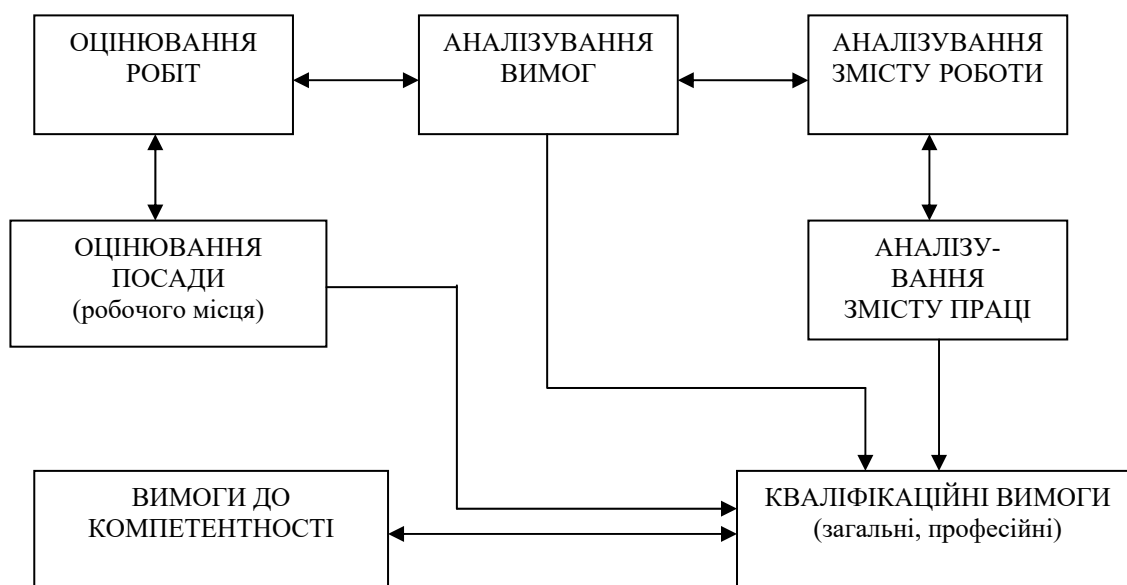 ОЦІНЮВАННЯ
РОБІТ
АНАЛІЗУВАННЯ
ВИМОГ
АНАЛІЗУВАННЯ
ЗМІСТУ РОБОТИ
ОЦІНЮВАННЯ
ПОСАДИ
(робочого місця)
АНАЛІЗУ-
ВАННЯ
ЗМІСТУ ПРАЦІ
ВИМОГИ ДО
КОМПЕТЕНТНОСТІ
КВАЛІФІКАЦІЙНІ ВИМОГИ
(загальні, професійні)